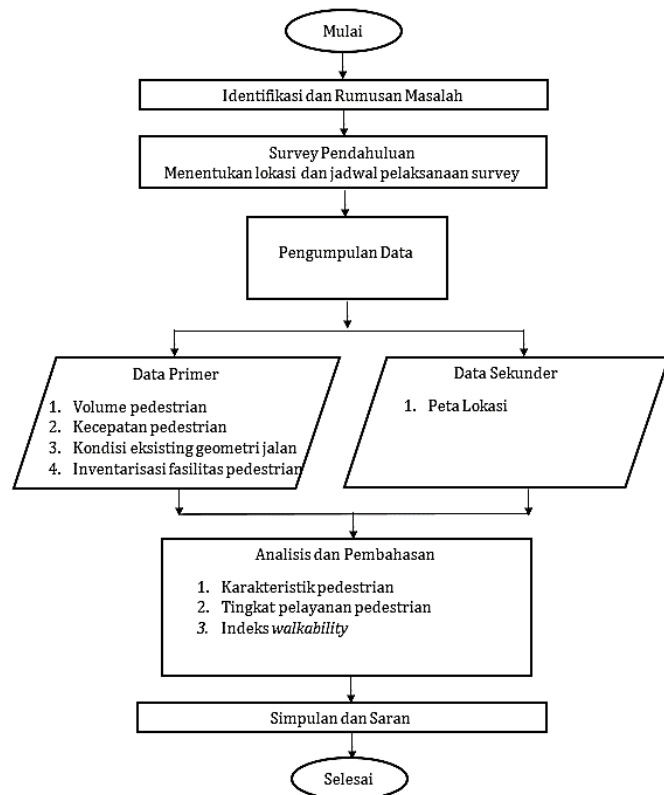 Mulai
Identifikasi dan Rumusan Masalah
Survey Pendahuluan
Menentukan lokasi dan jadwal pelaksanaan survey
Pengumpulan Data
Data Primer
1. Volume pedestrian
2. Kecepatan pedestrian
3. Kondisi eksisting geometri jalan
4. Inventarisasi fasilitas pedestrian
Data Sekunder
1. Peta Lokasi
Analisis dan Pembahasan
1. Karakteristik pedestrian
2. Tingkat pelayanan pedestrian
3. Indeks walkability
Simpulan dan Saran
Selesai